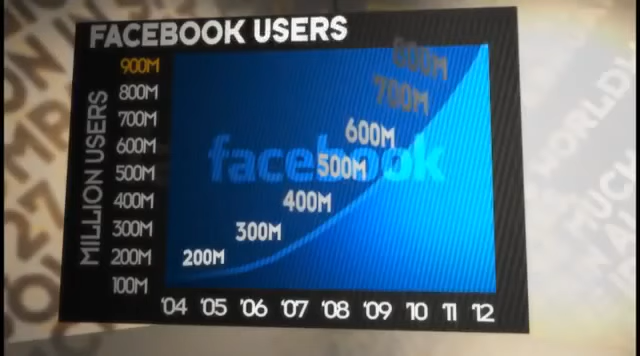 FACEBOOK USERS
MILLION USERS
900M
800M
700M
600M
500M
400M
300M
200M
100M
800M
700M
600M
500M
400M
300M
200M
facebook
'04 '05 '06 '07 '08 '09 '10 '11 '12